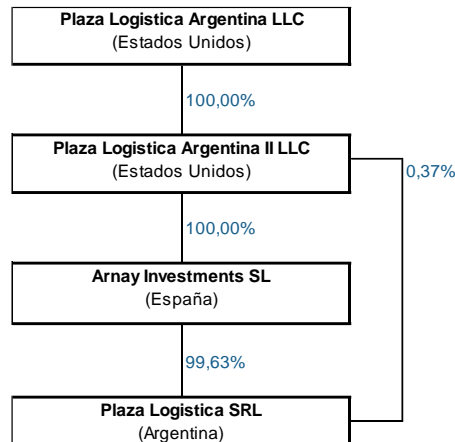 Plaza Logistica Argentina LLC
(Estados Unidos)
100,00%
Plaza Logistica Argentina II LLC
(Estados Unidos)
0,37%
100,00%
Arnay Investments SL
(España)
99,63%
Plaza Logistica SRL
(Argentina)